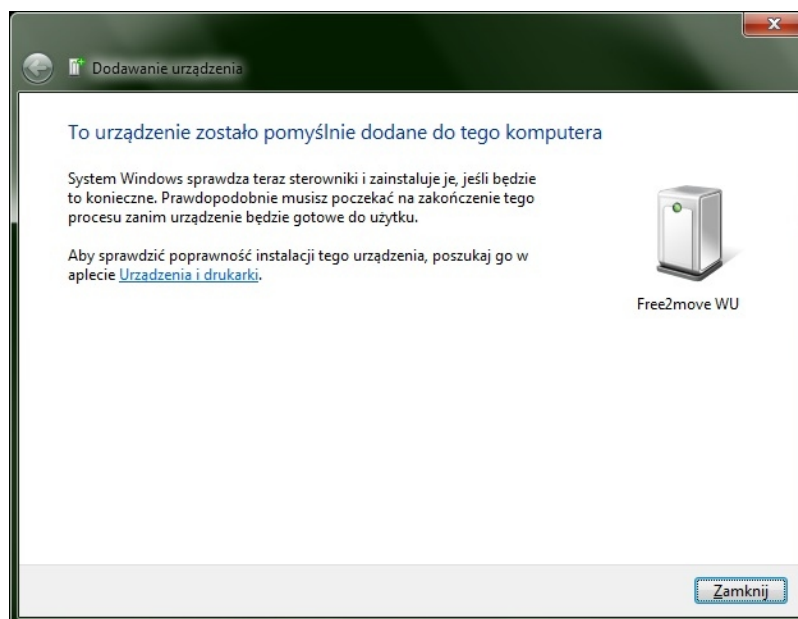 Dodawanie urządzenia
To urządzenie zostało pomyślnie dodane do tego komputera
System Windows sprawdza teraz sterowniki i zainstaluje je, jeśli będzie
to konieczne. Prawdopodobnie musisz poczekać na zakończenie tego
procesu zanim urządzenie będzie gotowe do użytku.
Aby sprawdzić poprawność instalacji tego urządzenia, poszukaj go w
aplecie Urządzenia i drukarki.
Free2move WU
Zamknij